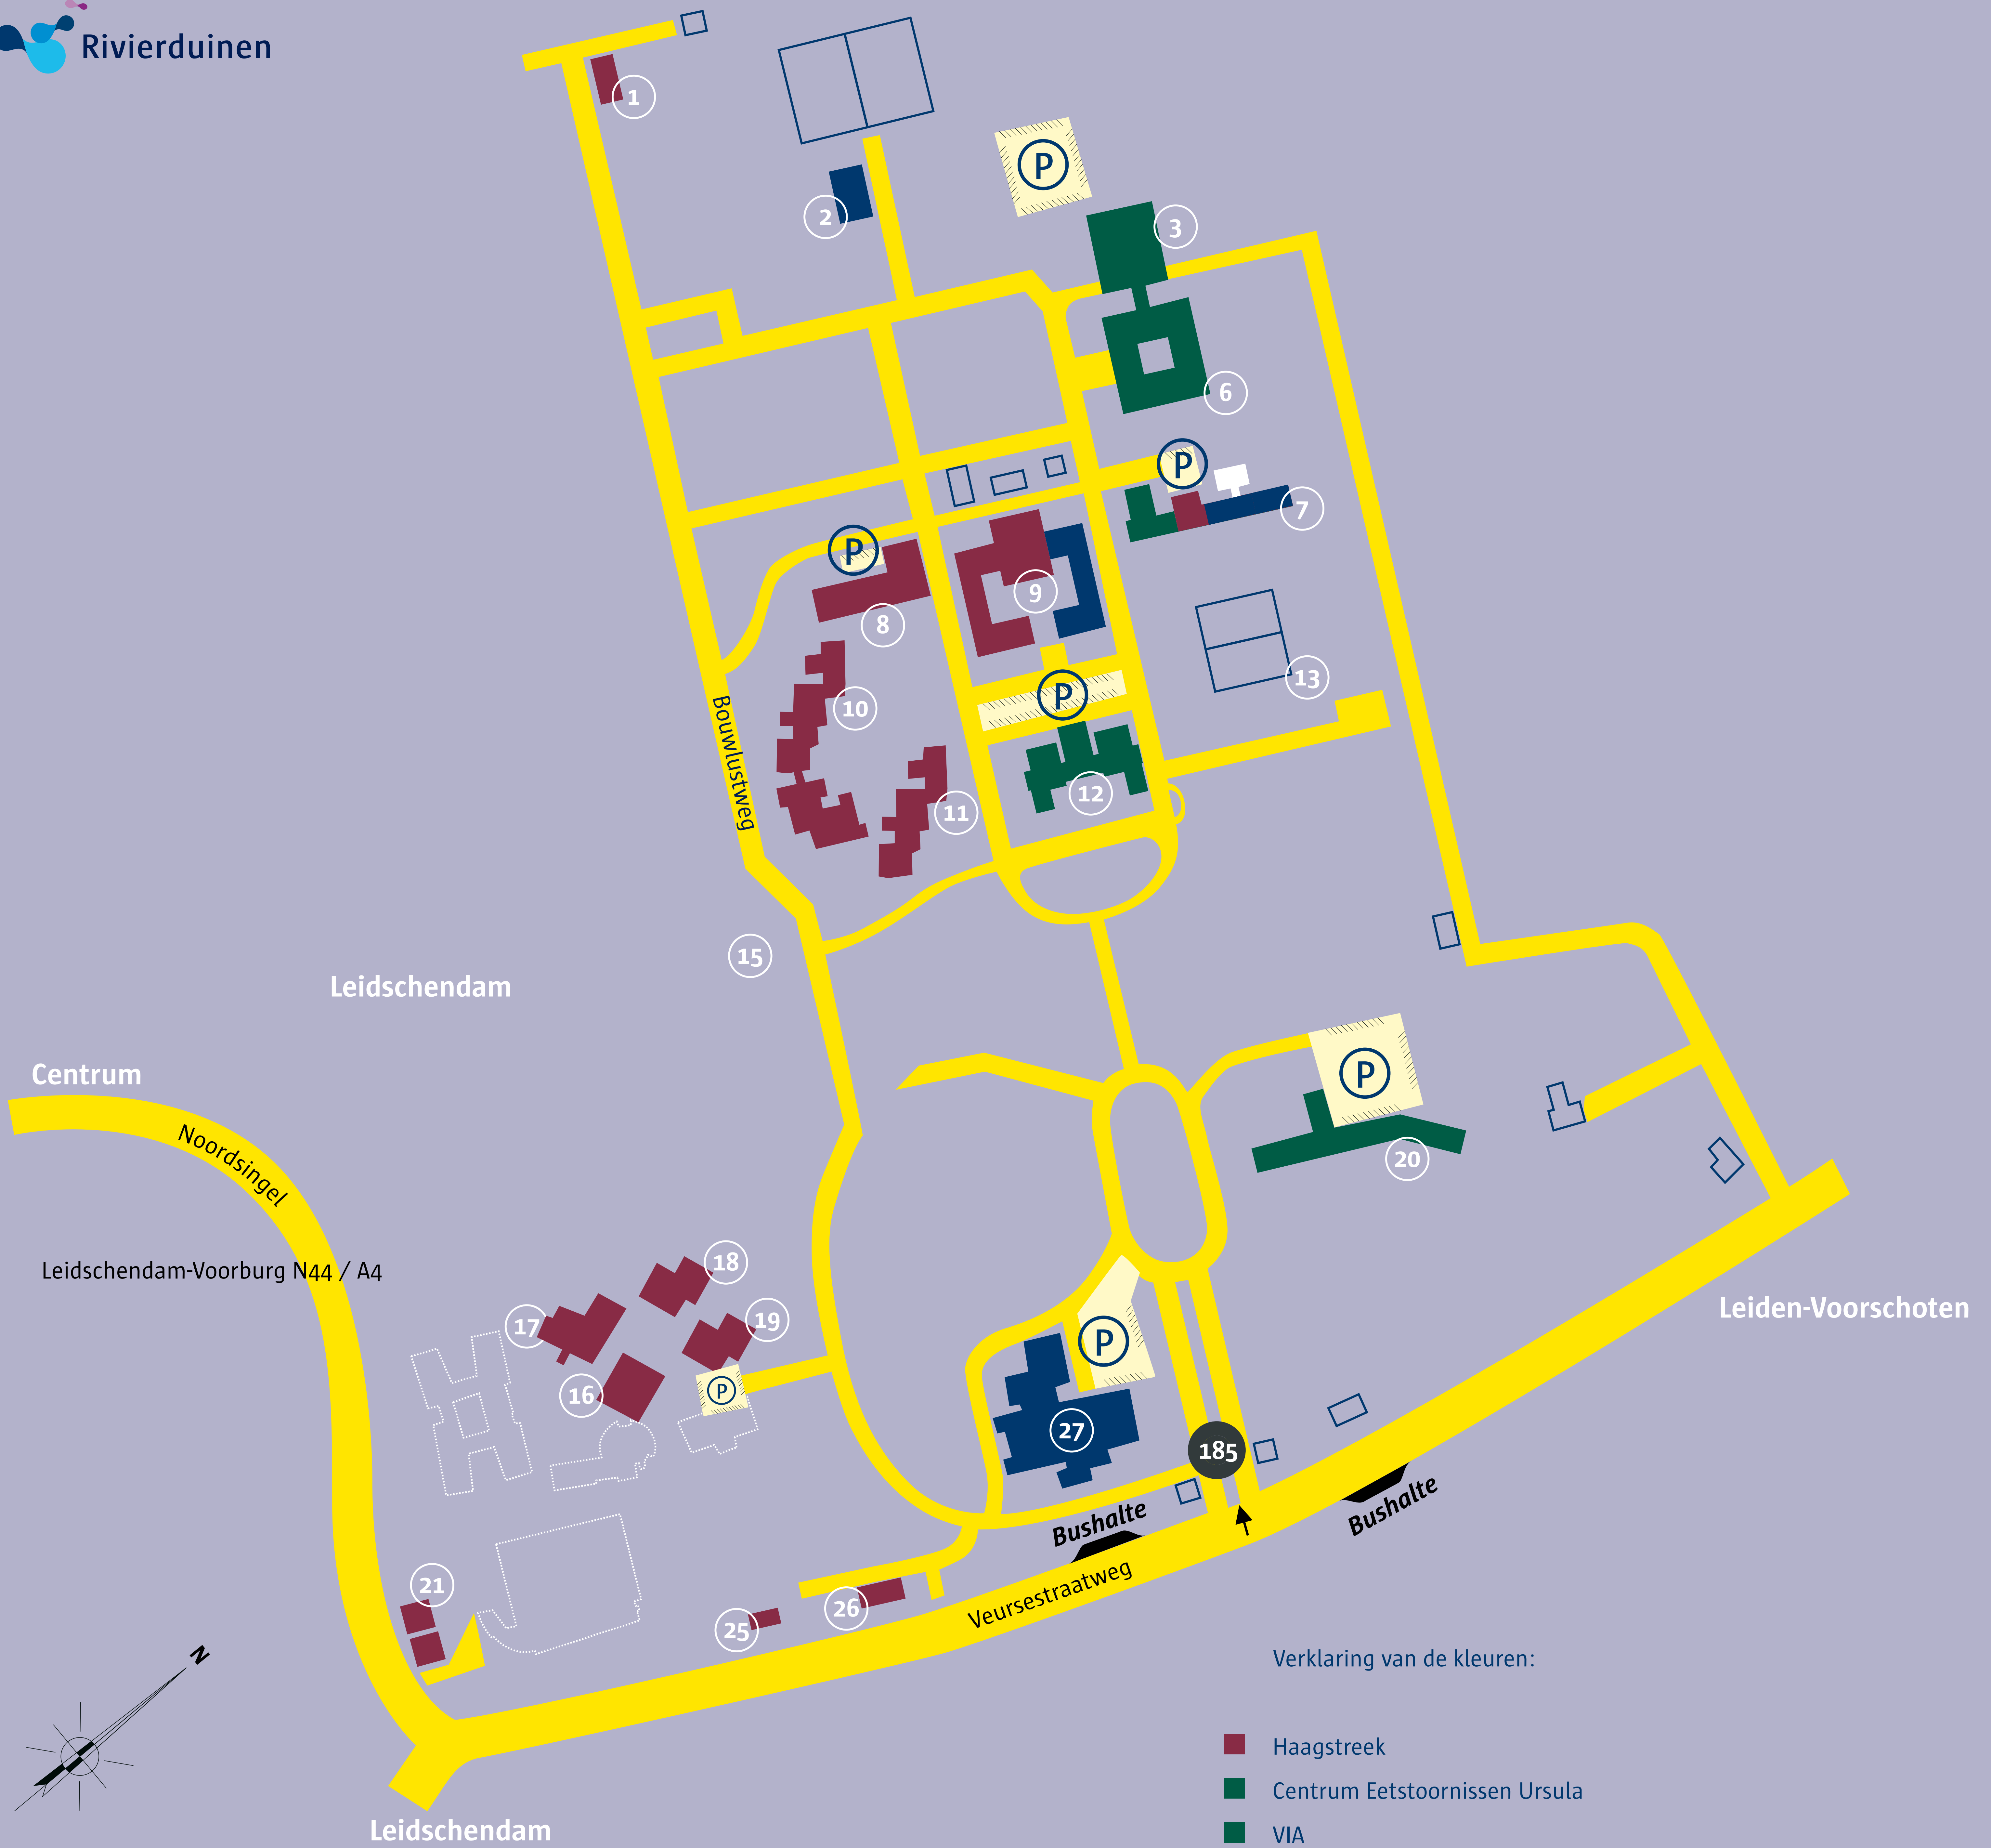 Rivierduinen
1
P
2
3
6
P
7
P
8
9
10
P
13
Bouwlustweg
12
11
15
Leidschendam
Centrum
Noordsingel
P
20
Leidschendam-Voorburg N44 / A4
18
17
19
Leiden-Voorschoten
P
16
P
27
185
Bushalte
Bushalte
21
26
25
Veursestraatweg
N
Verklaring van de kleuren:
Haagstreek
Centrum Eetstoornissen Ursula
VIA
Leidschendam